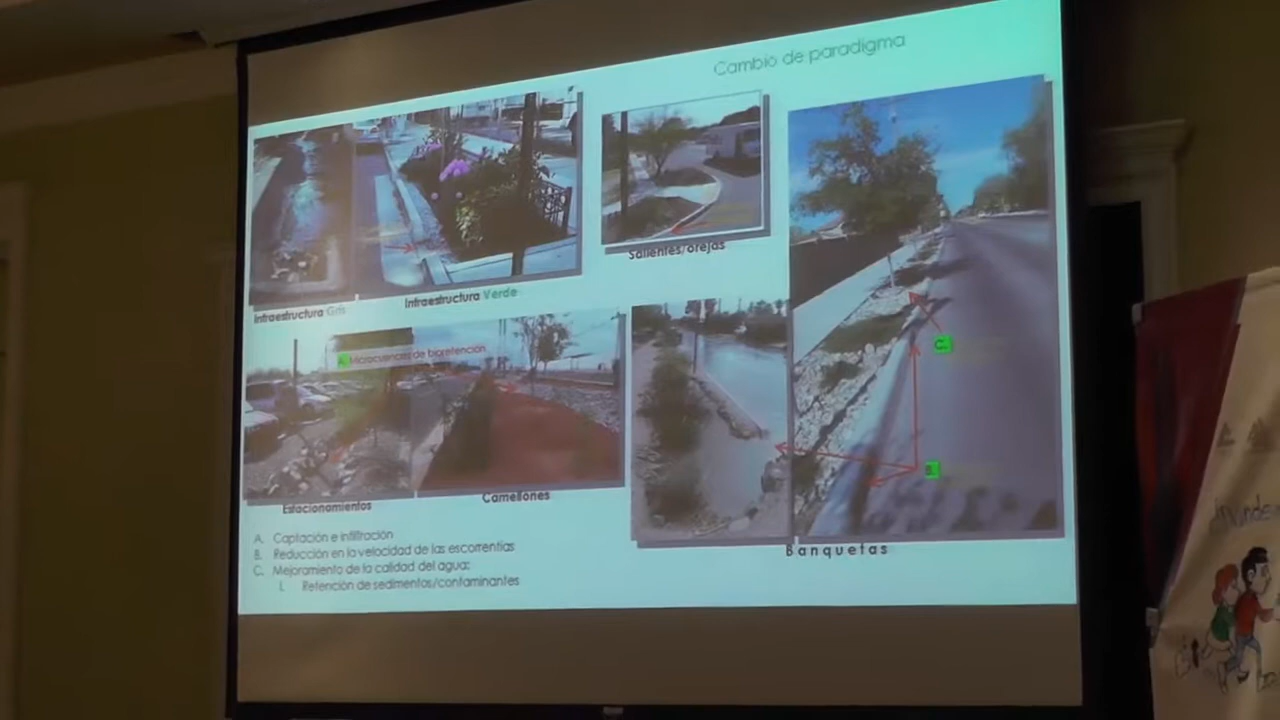 Cambio de paradigma
Salientes/orejas
Infraestructura Gris
Infraestructura Verde
A. Microcuencas de bioretención
C.
B.
Estacionamientos
Camellones
Banquetas
A. Captación e infiltración
B. Reducción en la velocidad de las escorrentías
C. Mejoramiento de la calidad del agua:
I. Retención de sedimentos/contaminantes